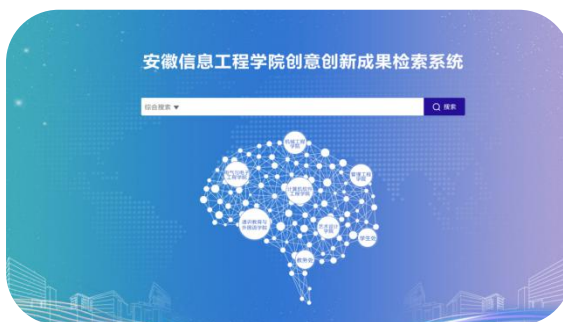 安徽信息工程学院创意创新成果检索系统
综合搜索 ▼
搜索
机械工程
学院
电气与电子
工程学院
管理工程
学院
计算机与软件
工程学院
通识教育与
外国语学院
艺术设计
学院
学生处
教务处